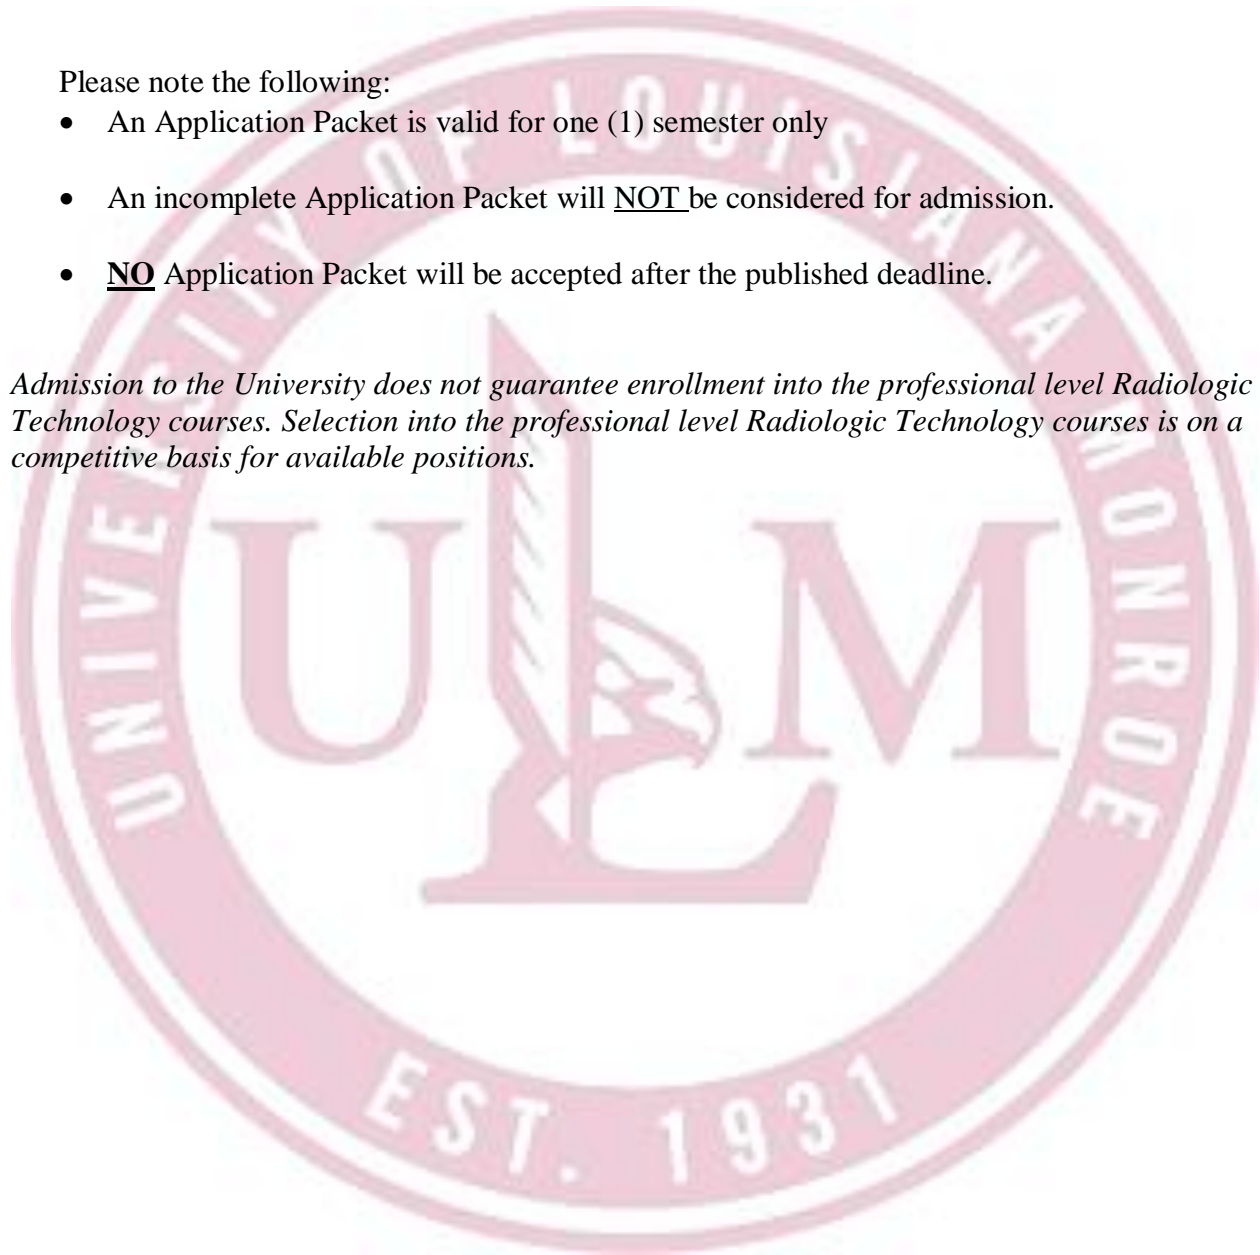 Please note the following:
• An Application Packet is valid for one (1) semester only
• An incomplete Application Packet will NOT be considered for admission.
• NO Application Packet will be accepted after the published deadline.
Admission to the University does not guarantee enrollment into the professional level Radiologic
Technology courses. Selection into the professional level Radiologic Technology courses is on a
competitive basis for available positions.
UNIVERSITY OF LOUISIANA MONROE
ULM
EST. 1931